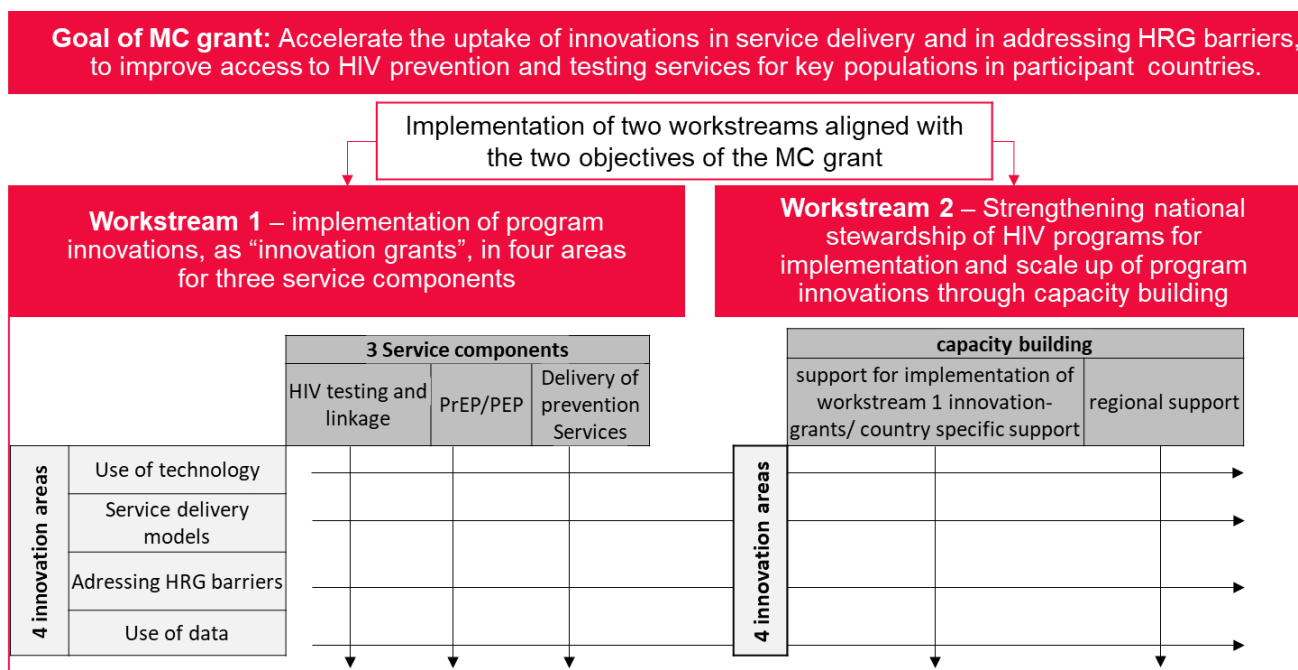 Goal of MC grant: Accelerate the uptake of innovations in service delivery and in addressing HRG barriers,
to improve access to HIV prevention and testing services for key populations in participant countries.
Implementation of two workstreams aligned with
the two objectives of the MC grant
Workstream 1 – implementation of program
innovations, as “innovation grants”, in four areas
for three service components
Workstream 2 – Strengthening national
stewardship of HIV programs for
implementation and scale up of program
innovations through capacity building
3 Service components
HIV testing and
linkage
PrEP/PEP
Delivery of
prevention
Services
capacity building
support for implementation of
workstream 1 innovation-
grants/ country specific support
regional support
4 innovation areas
Use of technology
Service delivery
models
Adressing HRG barriers
Use of data
4 innovation areas